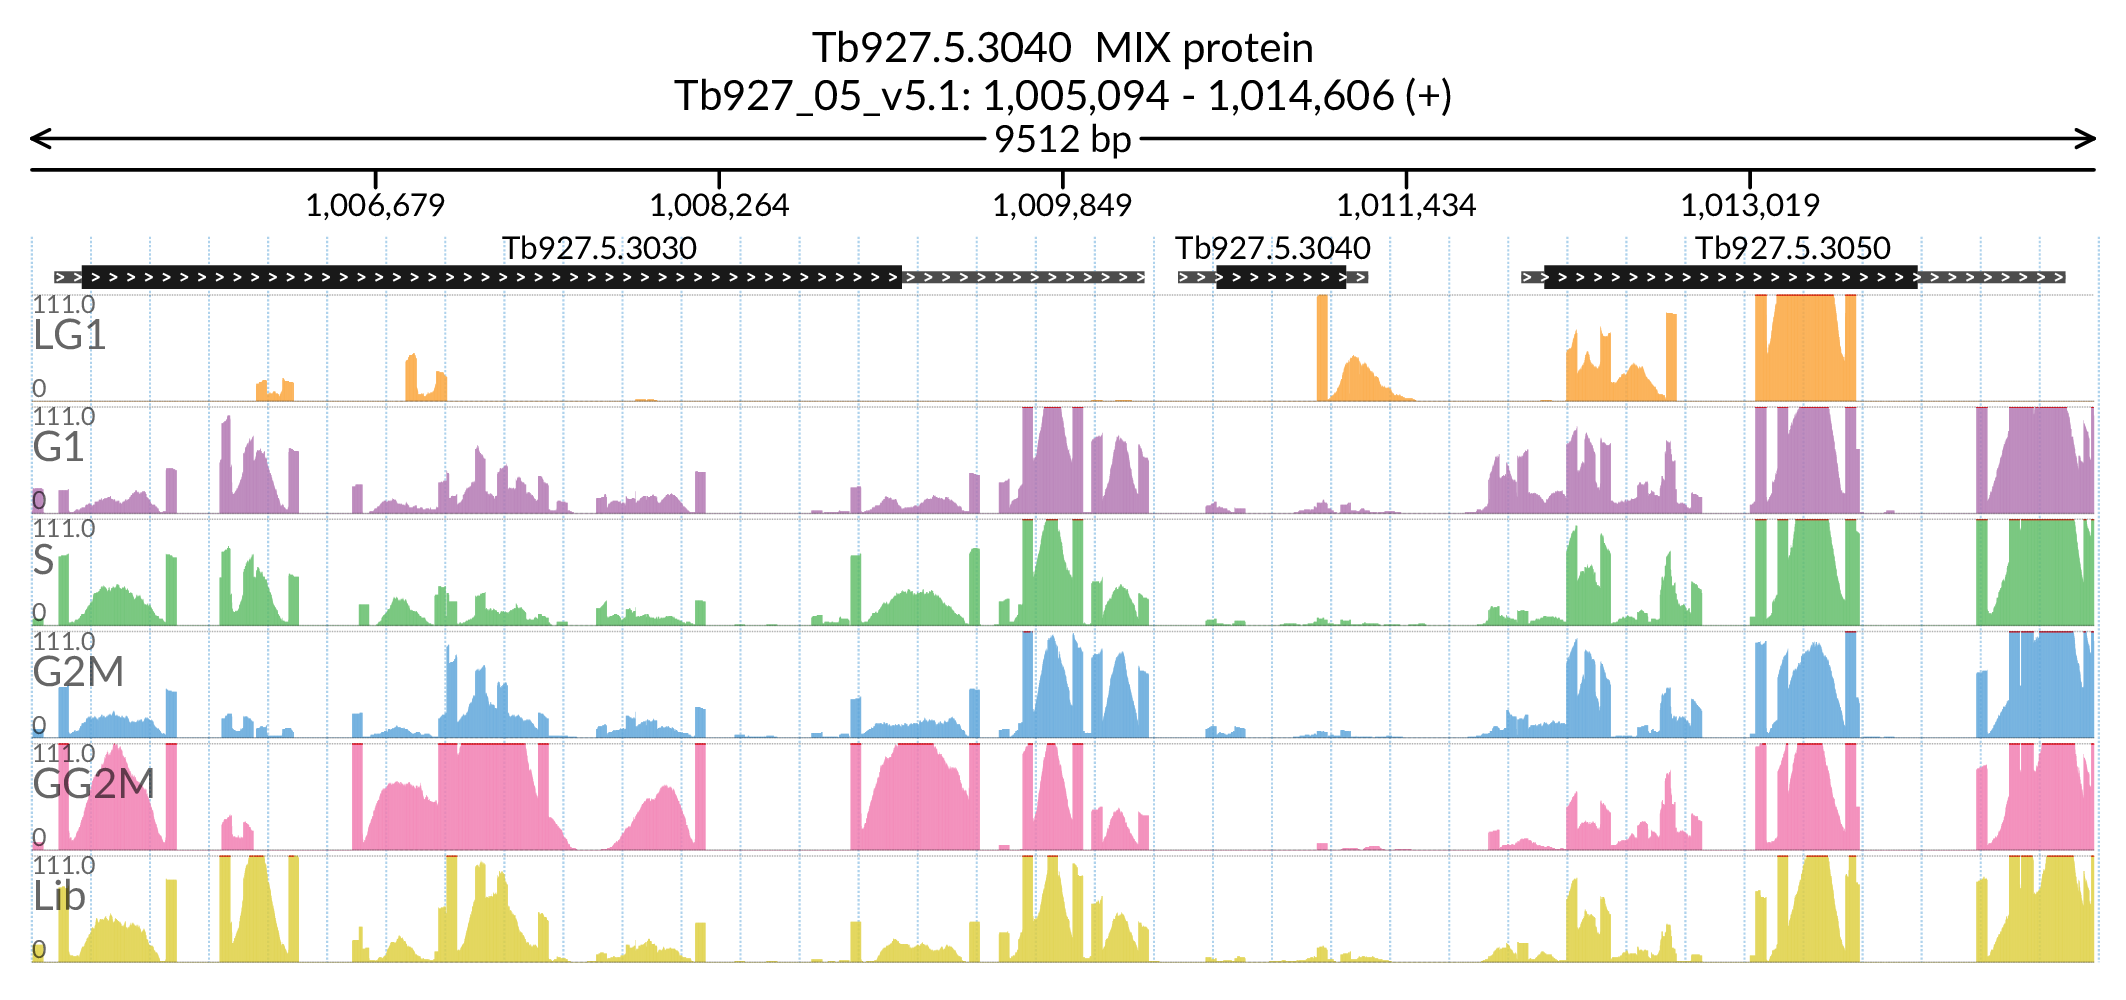 Tb927.5.3040  MIX protein
Tb927_05_v5.1: 1,005,094 - 1,014,606 (+)
9512 bp
1,006,679 1,008,264 1,009,849 1,011,434 1,013,019
Tb927.5.3030 Tb927.5.3040 Tb927.5.3050
111.0
LG1
0
111.0
G1
0
111.0
S
0
111.0
G2M
0
111.0
GG2M
0
111.0
Lib
0